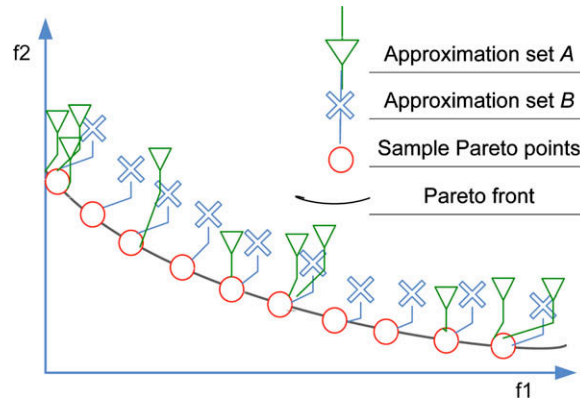 f2
Approximation set A
Approximation set B
Sample Pareto points
Pareto front
f1